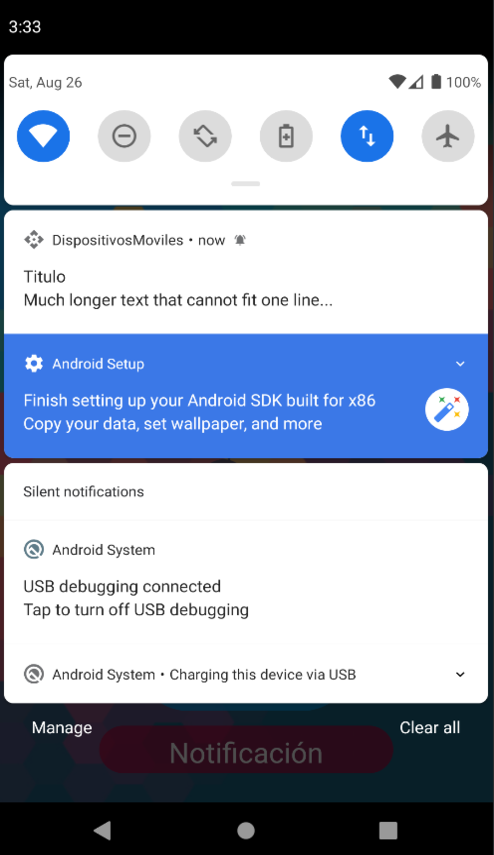 3:33
Sat, Aug 26 100%
DispositivosMoviles • now
Titulo
Much longer text that cannot fit one line...
Android Setup
Finish setting up your Android SDK built for x86
Copy your data, set wallpaper, and more
Silent notifications
Android System
USB debugging connected
Tap to turn off USB debugging
Android System • Charging this device via USB
Manage Clear all
Notificación